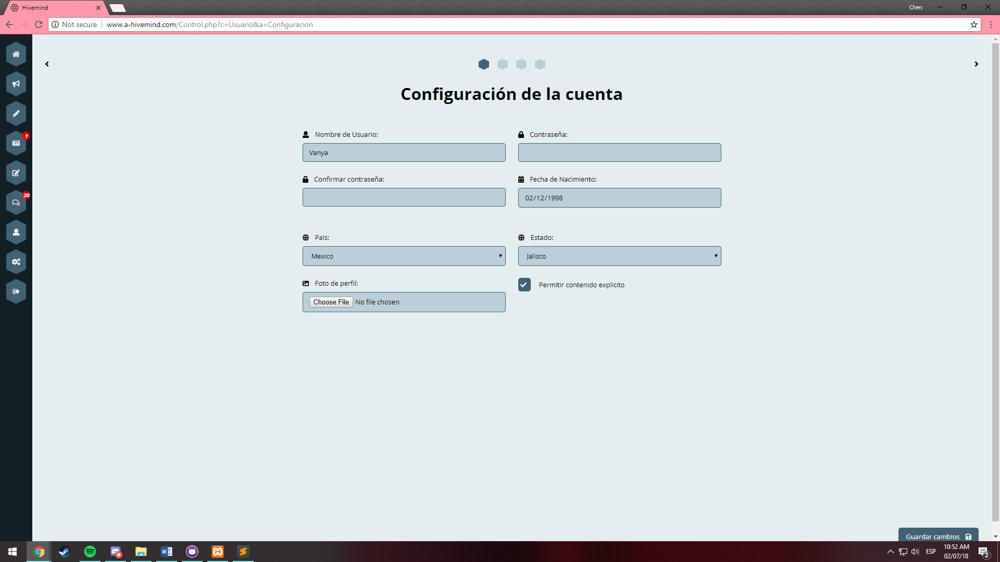 Hivemind
Chen
Not secure
www.a-hivemind.com/Control.php?c=Usuario&a=Configuracion
Configuración de la cuenta
Nombre de Usuario:
Contraseña:
Vanya
1
Confirmar contraseña:
Fecha de Nacimiento:
02/12/1998
20
País:
Estado:
Mexico
Jalisco
Foto de perfil:
Permitir contenido explicito
Choose File No file chosen
Guardar cambios
ESP
10:52 AM
02/07/18
2